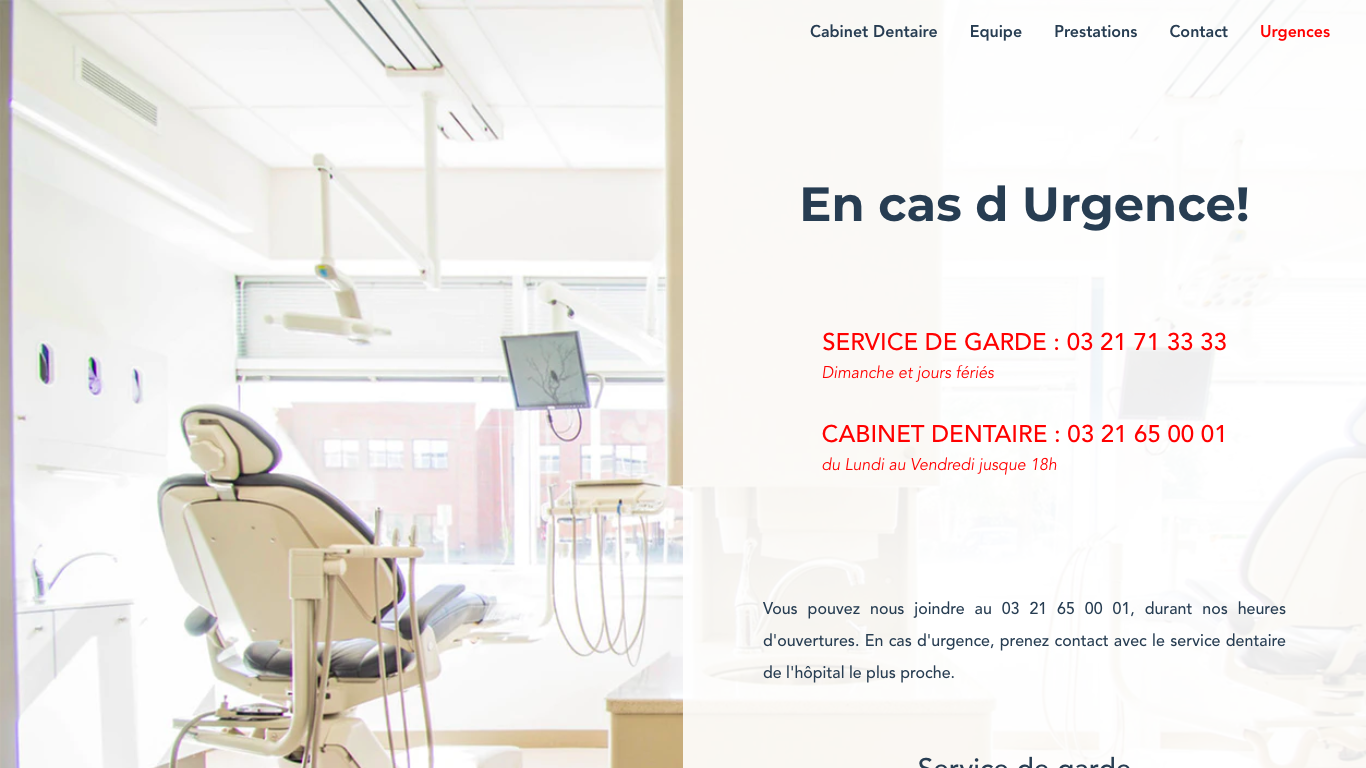 Cabinet Dentaire Equipe Prestations Contact Urgences
En cas d Urgence!
SERVICE DE GARDE : 03 21 71 33 33
Dimanche et jours fériés
CABINET DENTAIRE : 03 21 65 00 01
du Lundi au Vendredi jusque 18h
Vous pouvez nous joindre au 03 21 65 00 01, durant nos heures
d'ouvertures. En cas d'urgence, prenez contact avec le service dentaire
de l'hôpital le plus proche.
Service de garde